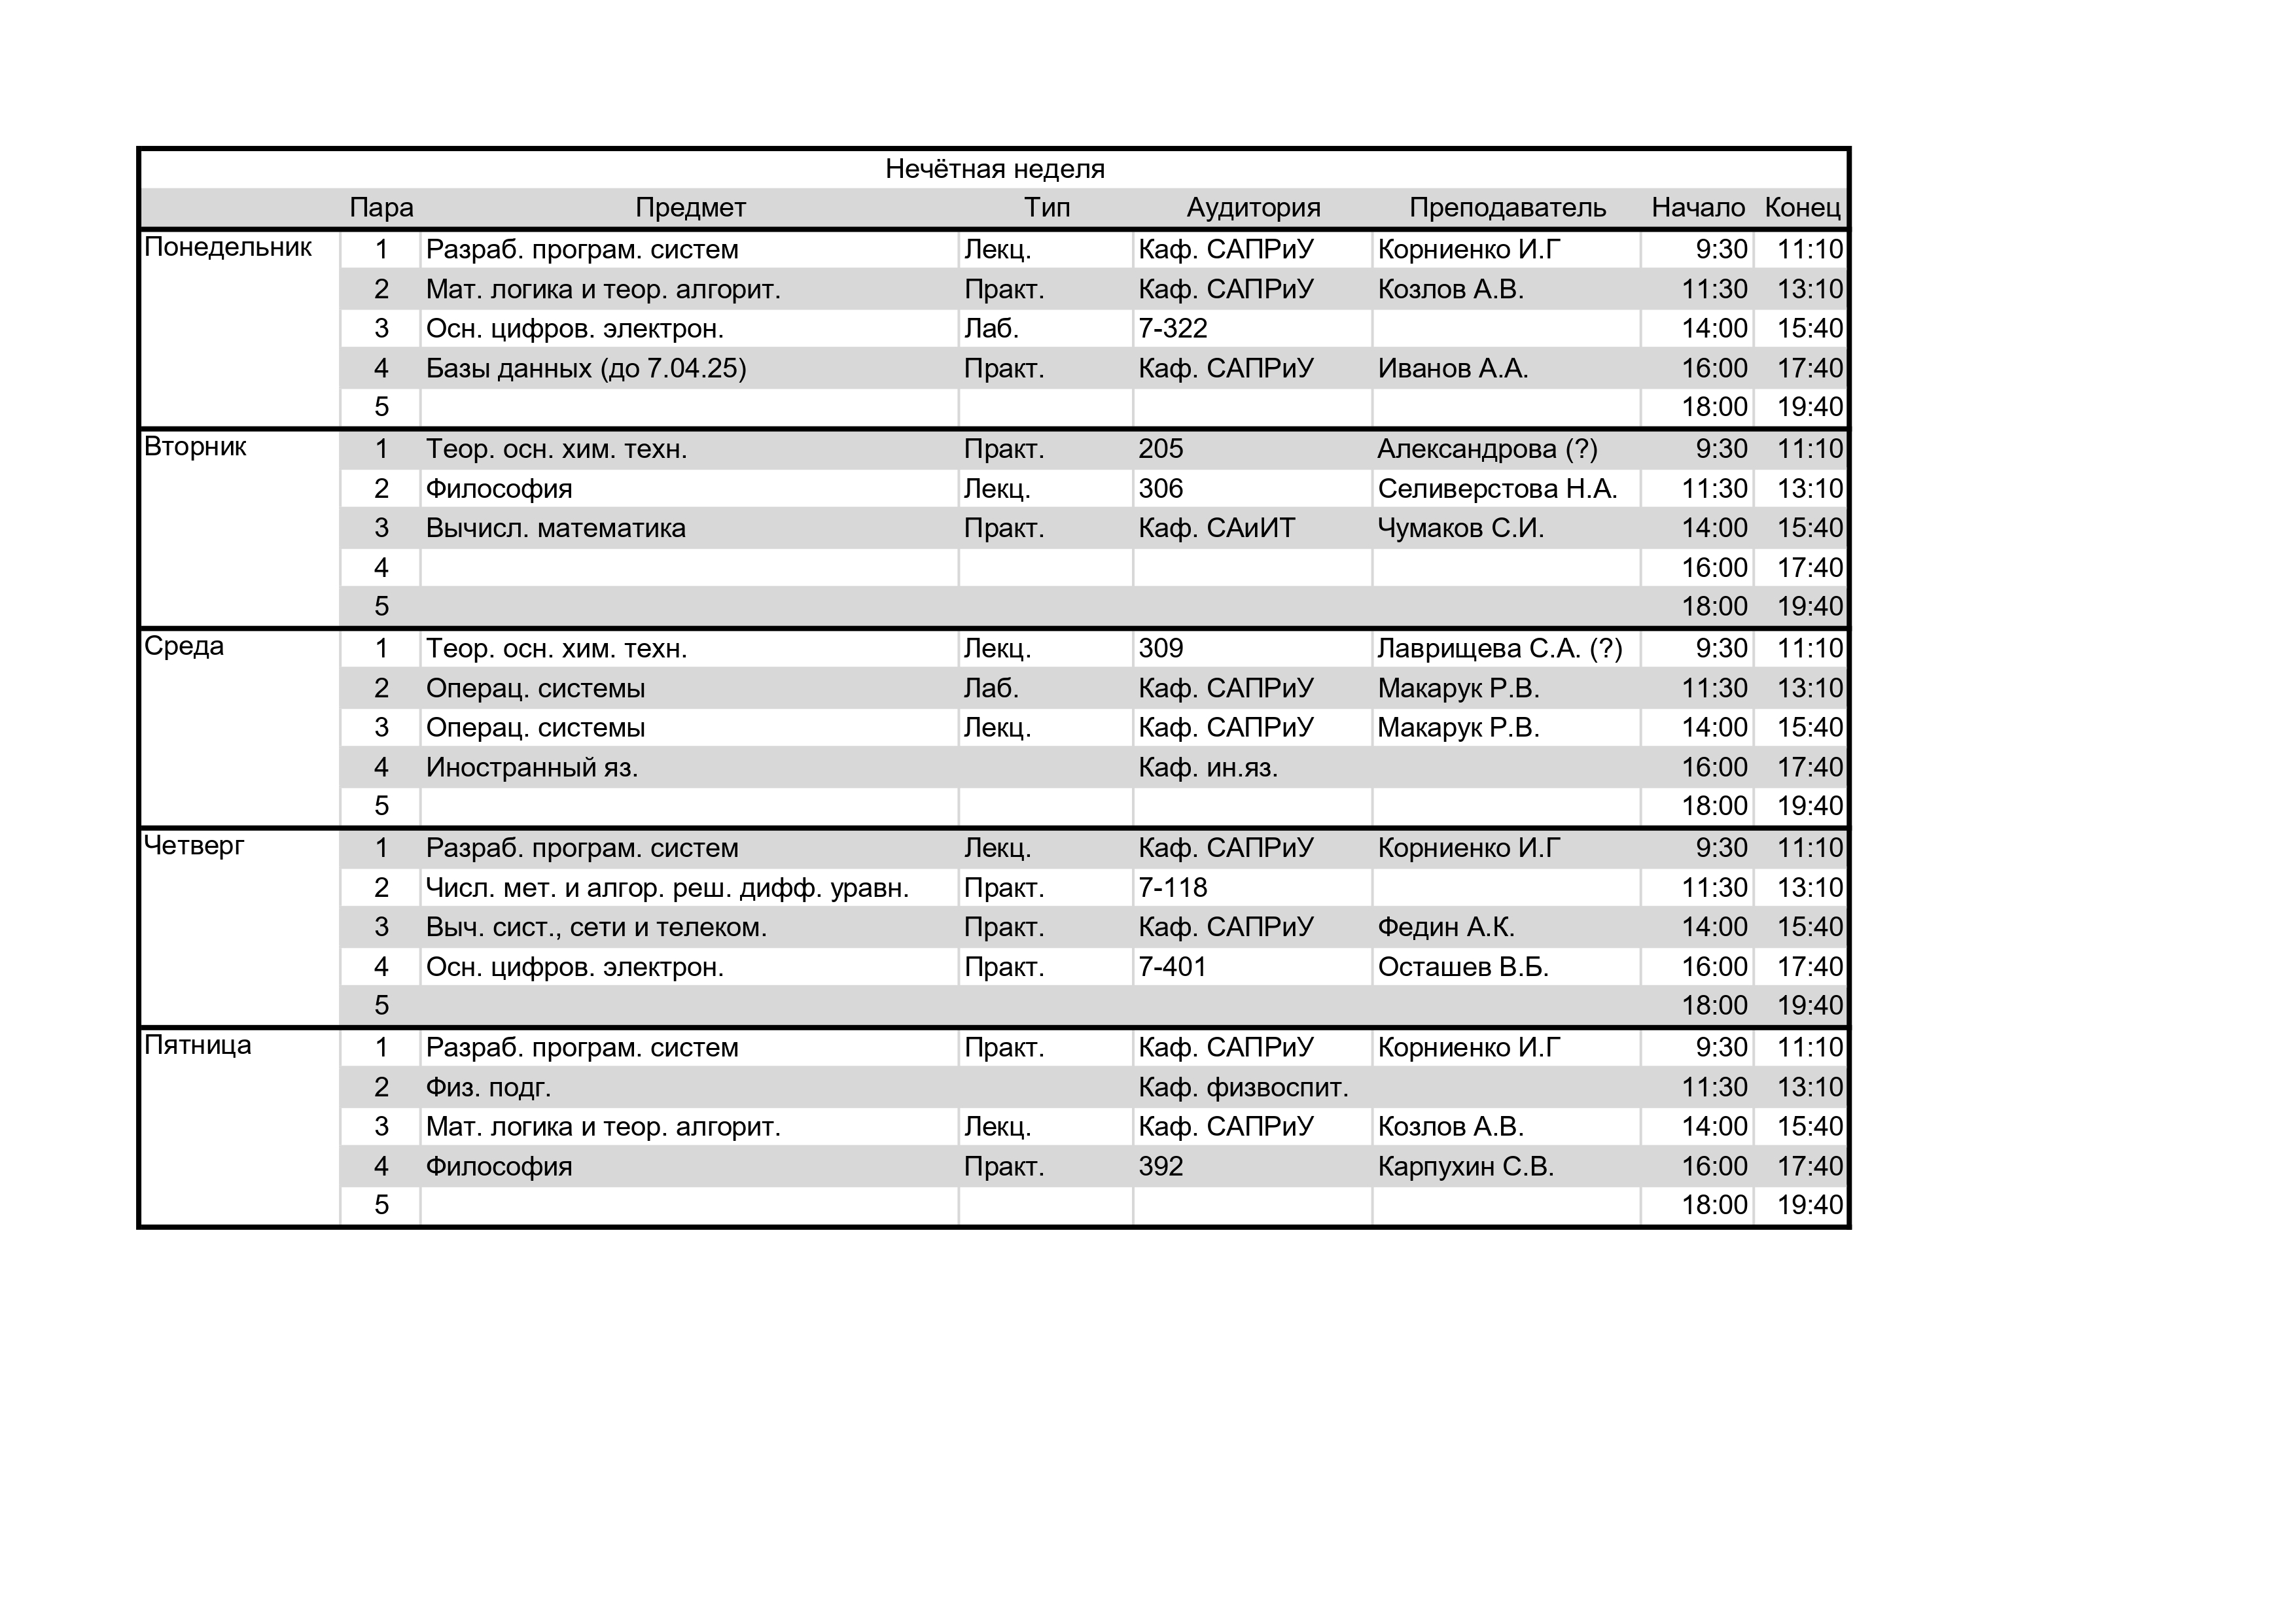 Нечётная неделя
Пара Предмет Тип Аудитория Преподаватель Начало Конец
Понедельник 1 Разраб. програм. систем Лекц. Каф. САПРиУ Корниенко И.Г 9:30 11:10
2 Мат. логика и теор. алгорит. Практ. Каф. САПРиУ Козлов А.В. 11:30 13:10
3 Осн. цифров. электрон. Лаб. 7-322 14:00 15:40
4 Базы данных (до 7.04.25) Практ. Каф. САПРиУ Иванов А.А. 16:00 17:40
5 18:00 19:40
Вторник 1 Теор. осн. хим. техн. Практ. 205 Александрова (?) 9:30 11:10
2 Философия Лекц. 306 Селиверстова Н.А. 11:30 13:10
3 Вычисл. математика Практ. Каф. САиИТ Чумаков С.И. 14:00 15:40
4 16:00 17:40
5 18:00 19:40
Среда 1 Теор. осн. хим. техн. Лекц. 309 Лаврищева С.А. (?) 9:30 11:10
2 Операц. системы Лаб. Каф. САПРиУ Макарук Р.В. 11:30 13:10
3 Операц. системы Лекц. Каф. САПРиУ Макарук Р.В. 14:00 15:40
4 Иностранный яз. Каф. ин.яз. 16:00 17:40
5 18:00 19:40
Четверг 1 Разраб. програм. систем Лекц. Каф. САПРиУ Корниенко И.Г 9:30 11:10
2 Числ. мет. и алгор. реш. дифф. уравн. Практ. 7-118 11:30 13:10
3 Выч. сист., сети и телеком. Практ. Каф. САПРиУ Федин А.К. 14:00 15:40
4 Осн. цифров. электрон. Практ. 7-401 Осташев В.Б. 16:00 17:40
5 18:00 19:40
Пятница 1 Разраб. програм. систем Практ. Каф. САПРиУ Корниенко И.Г 9:30 11:10
2 Физ. подг. Каф. физвоспит. 11:30 13:10
3 Мат. логика и теор. алгорит. Лекц. Каф. САПРиУ Козлов А.В. 14:00 15:40
4 Философия Практ. 392 Карпухин С.В. 16:00 17:40
5 18:00 19:40